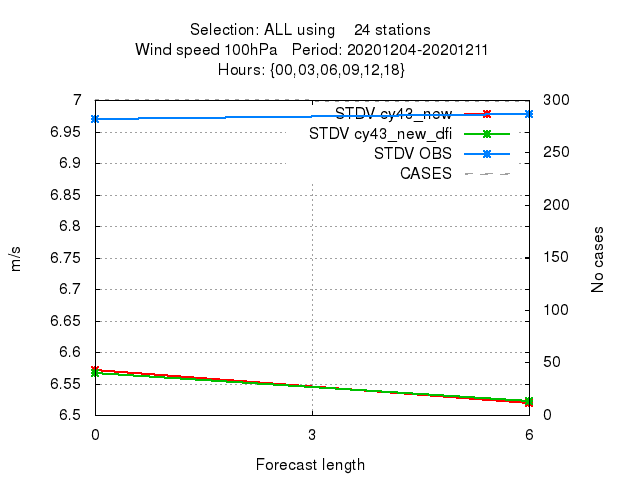 Selection: ALL using    24 stations
Wind speed 100hPa   Period: 20201204-20201211
Hours: {00,03,06,09,12,18}
7
6.95
6.9
6.85
6.8
6.75
6.7
6.65
6.6
6.55
6.5
m/s
STDV cy43_new
STDV cy43_new_dfi
STDV OBS
CASES
300
250
200
150
100
50
0
No cases
0
3
6
Forecast length